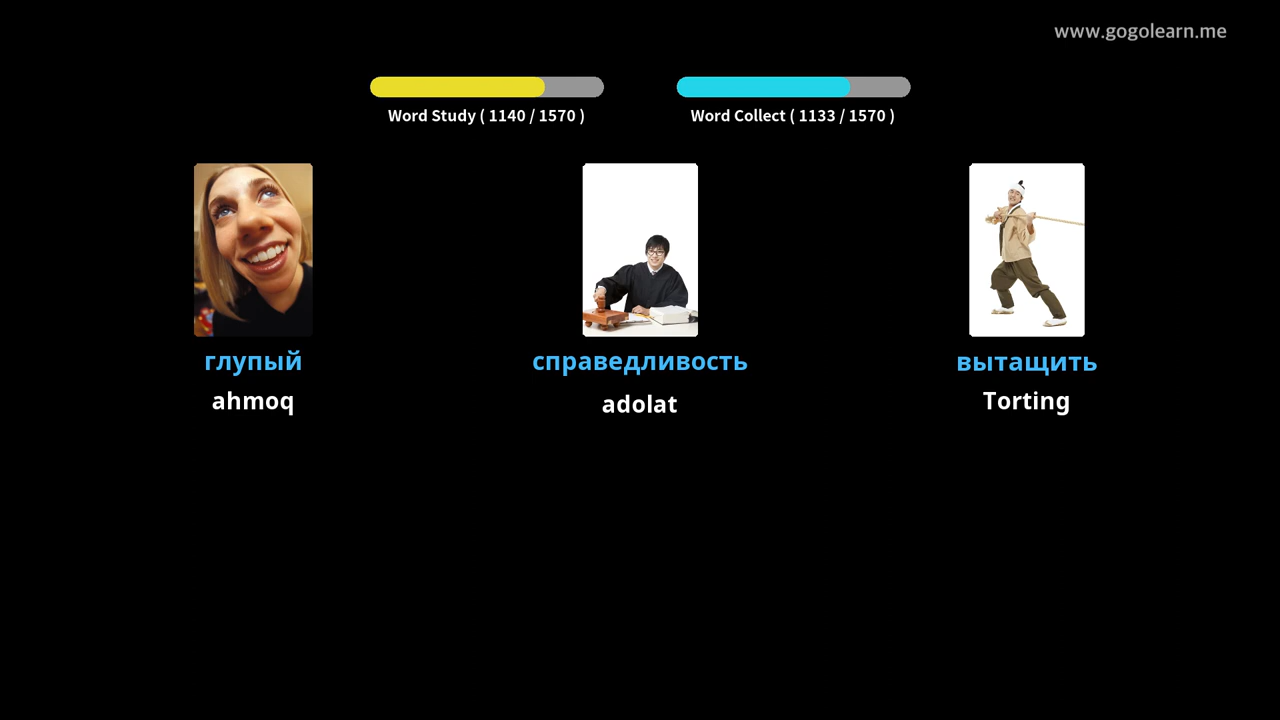 www.gogolearn.me
Word Study ( 1140 / 1570 )
Word Collect ( 1133 / 1570 )
глупый
справедливость
вытащить
ahmoq
adolat
Torting